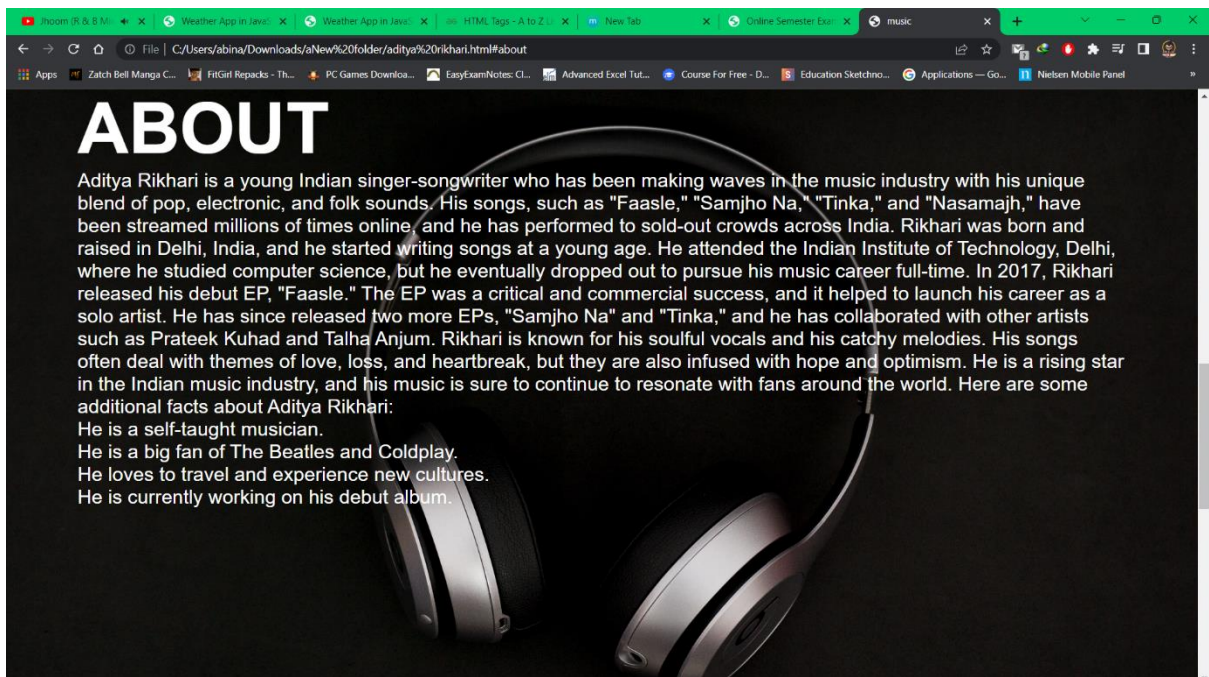 Jhoom (R & B Mi
Weather App in JavaS
Weather App in JavaS
HTML Tags - A to Z Li
New Tab
Online Semester Exam
music
File | C:/Users/abina/Downloads/aNew%20folder/aditya%20rikhari.html#about
Apps
Zatch Bell Manga C...
FitGirl Repacks - Th...
PC Games Downloa...
EasyExamNotes: Cl...
Advanced Excel Tut...
Course For Free - D...
Education Sketchno...
Applications — Go...
Nielsen Mobile Panel
ABOUT
Aditya Rikhari is a young Indian singer-songwriter who has been making waves in the music industry with his unique
blend of pop, electronic, and folk sounds. His songs, such as "Faasle," "Samjho Na," "Tinka," and "Nasamajh," have
been streamed millions of times online, and he has performed to sold-out crowds across India. Rikhari was born and
raised in Delhi, India, and he started writing songs at a young age. He attended the Indian Institute of Technology, Delhi,
where he studied computer science, but he eventually dropped out to pursue his music career full-time. In 2017, Rikhari
released his debut EP, "Faasle." The EP was a critical and commercial success, and it helped to launch his career as a
solo artist. He has since released two more EPs, "Samjho Na" and "Tinka," and he has collaborated with other artists
such as Prateek Kuhad and Talha Anjum. Rikhari is known for his soulful vocals and his catchy melodies. His songs
often deal with themes of love, loss, and heartbreak, but they are also infused with hope and optimism. He is a rising star
in the Indian music industry, and his music is sure to continue to resonate with fans around the world. Here are some
additional facts about Aditya Rikhari:
He is a self-taught musician.
He is a big fan of The Beatles and Coldplay.
He loves to travel and experience new cultures.
He is currently working on his debut album.